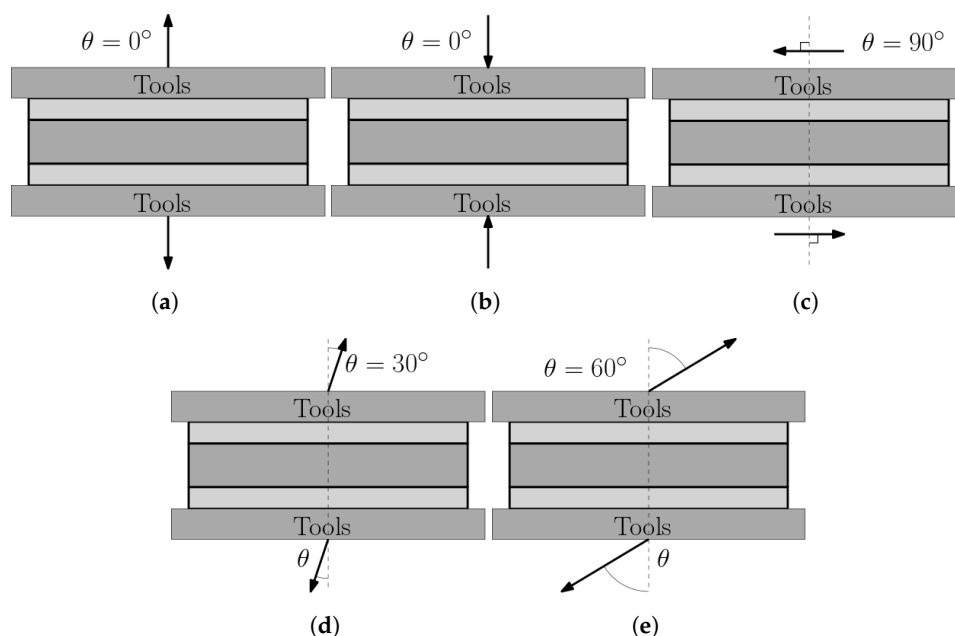 θ = 0°
Tools
Tools
(a)
θ = 0°
Tools
Tools
(b)
θ = 90°
Tools
Tools
(c)
θ = 30°
Tools
Tools
θ
(d)
θ = 60°
Tools
Tools
θ
(e)